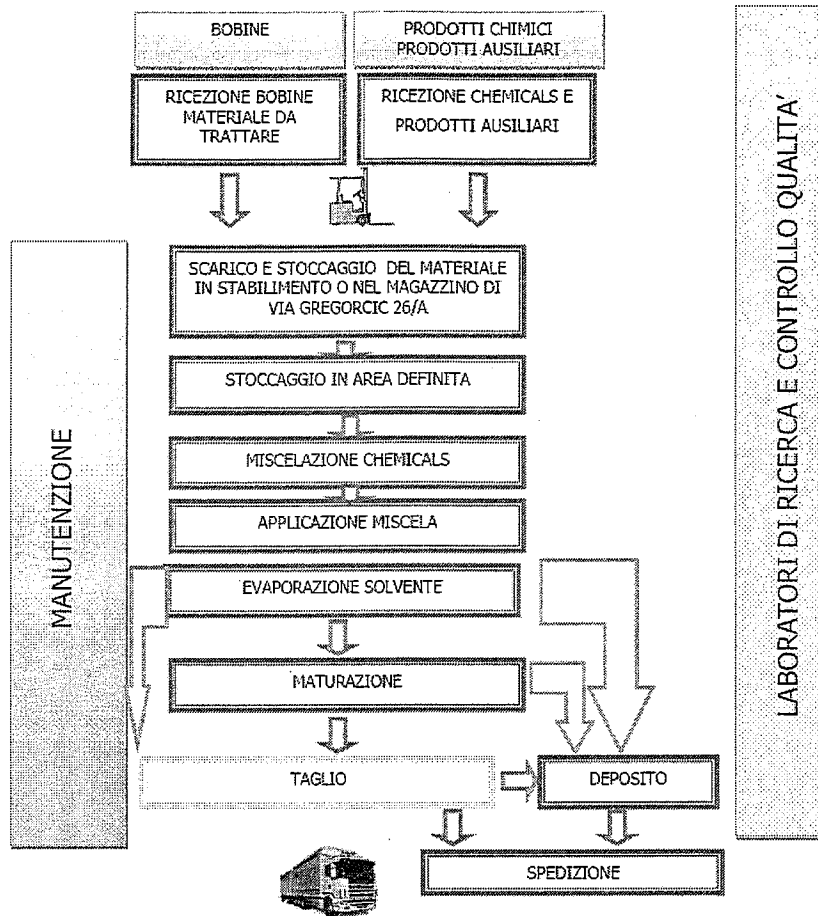 BOBINE
PRODOTTI CHIMICI
PRODOTTI AUSILIARI
RICEZIONE BOBINE
MATERIALE DA
TRATTARE
RICEZIONE CHEMICALS E
PRODOTTI AUSILIARI
SCARICO E STOCCAGGIO DEL MATERIALE
IN STABILIMENTO O NEL MAGAZZINO DI
VIA GREGORCIC 26/A
STOCCAGGIO IN AREA DEFINITA
MISCELAZIONE CHEMICALS
APPLICAZIONE MISCELA
EVAPORAZIONE SOLVENTE
MATURAZIONE
TAGLIO
DEPOSITO
SPEDIZIONE
MANUTENZIONE
LABORATORI DI RICERCA E CONTROLLO QUALITA'